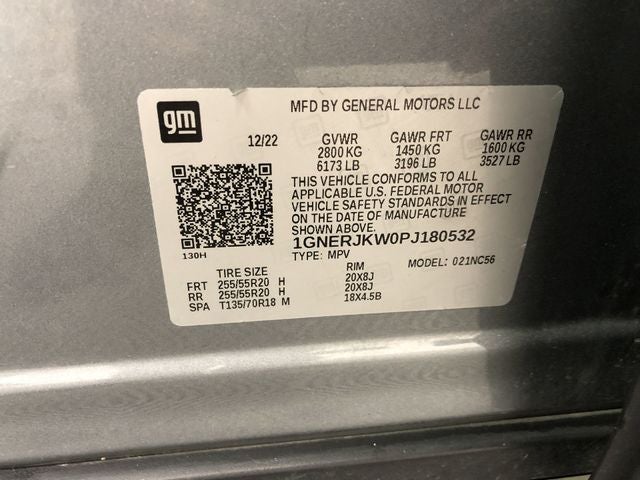 gm
MFD BY GENERAL MOTORS LLC
12/22 GVWR GAWR FRT GAWR RR
2800 KG 1450 KG 1600 KG
6173 LB 3196 LB 3527 LB
THIS VEHICLE CONFORMS TO ALL
APPLICABLE U.S. FEDERAL MOTOR
VEHICLE SAFETY STANDARDS IN EFFECT
ON THE DATE OF MANUFACTURE
SHOWN ABOVE.
1GNERJKW0PJ180532
130H
TYPE: MPV MODEL: 021NC56
TIRE SIZE RIM
FRT 255/55R20 H 20X8J
RR 255/55R20 H 20X8J
SPA T135/70R18 M 18X4.5B